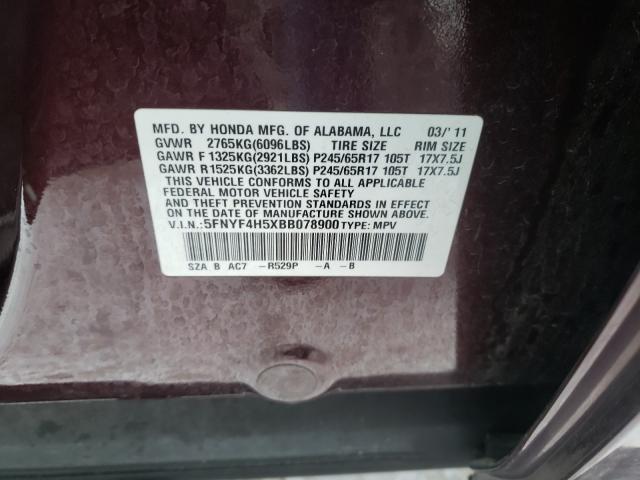 MFD. BY HONDA MFG. OF ALABAMA, LLC 03/'11
GVWR 2765KG(6096LBS) TIRE SIZE RIM SIZE
GAWR F 1325KG(2921LBS) P245/65R17 105T 17X7.5J
GAWR R 1525KG(3362LBS) P245/65R17 105T 17X7.5J
THIS VEHICLE CONFORMS TO ALL APPLICABLE
FEDERAL MOTOR VEHICLE SAFETY
AND THEFT PREVENTION STANDARDS IN EFFECT ON
THE DATE OF MANUFACTURE SHOWN ABOVE.
V.I.N.:5FNYF4H5XBB078900 TYPE: MPV
SZA B AC7 -R529P -A -B